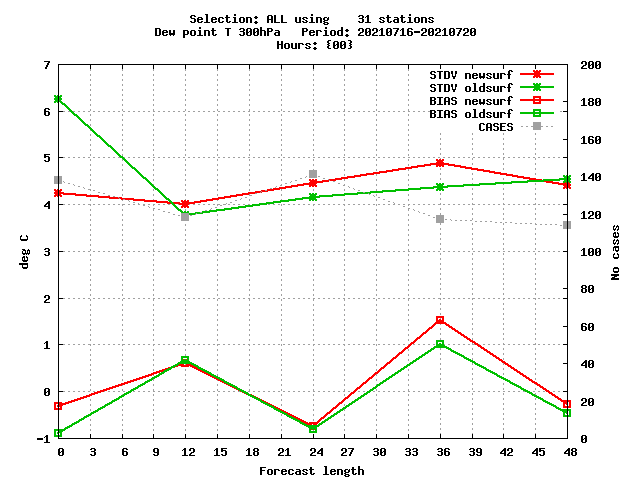 Selection: ALL using    31 stations
Dew point T 300hPa   Period: 20210716-20210720
Hours: {00}
STDV newsurf
STDV oldsurf
BIAS newsurf
BIAS oldsurf
CASES
7
6
5
4
3
2
1
0
-1
deg C
200
180
160
140
120
100
80
60
40
20
0
No cases
0 3 6 9 12 15 18 21 24 27 30 33 36 39 42 45 48
Forecast length